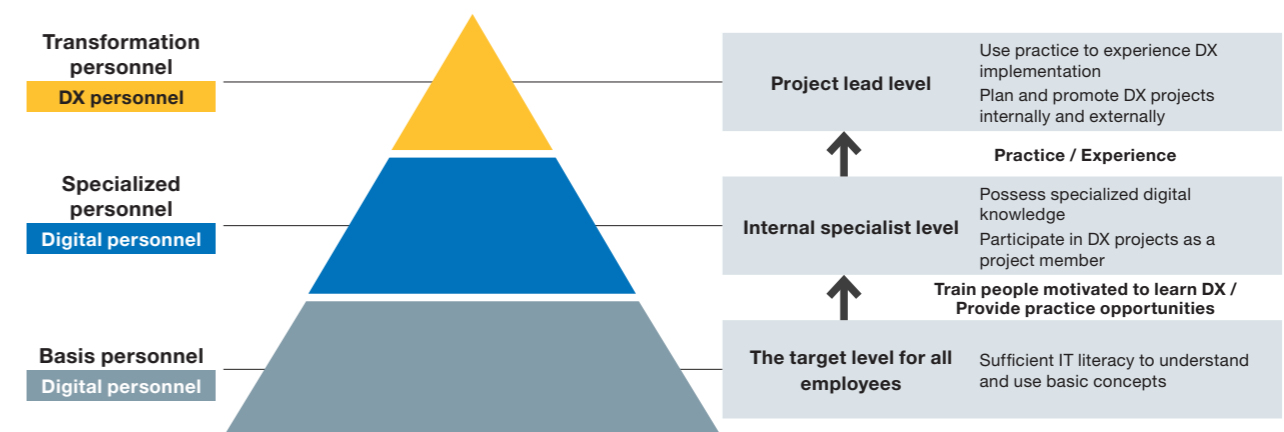 Transformation
personnel
DX personnel
Project lead level
Use practice to experience DX
implementation
Plan and promote DX projects
internally and externally
Practice / Experience
Specialized
personnel
Digital personnel
Internal specialist level
Possess specialized digital
knowledge
Participate in DX projects as a
project member
Train people motivated to learn DX /
Provide practice opportunities
Basis personnel
Digital personnel
The target level for all
employees
Sufficient IT literacy to understand
and use basic concepts